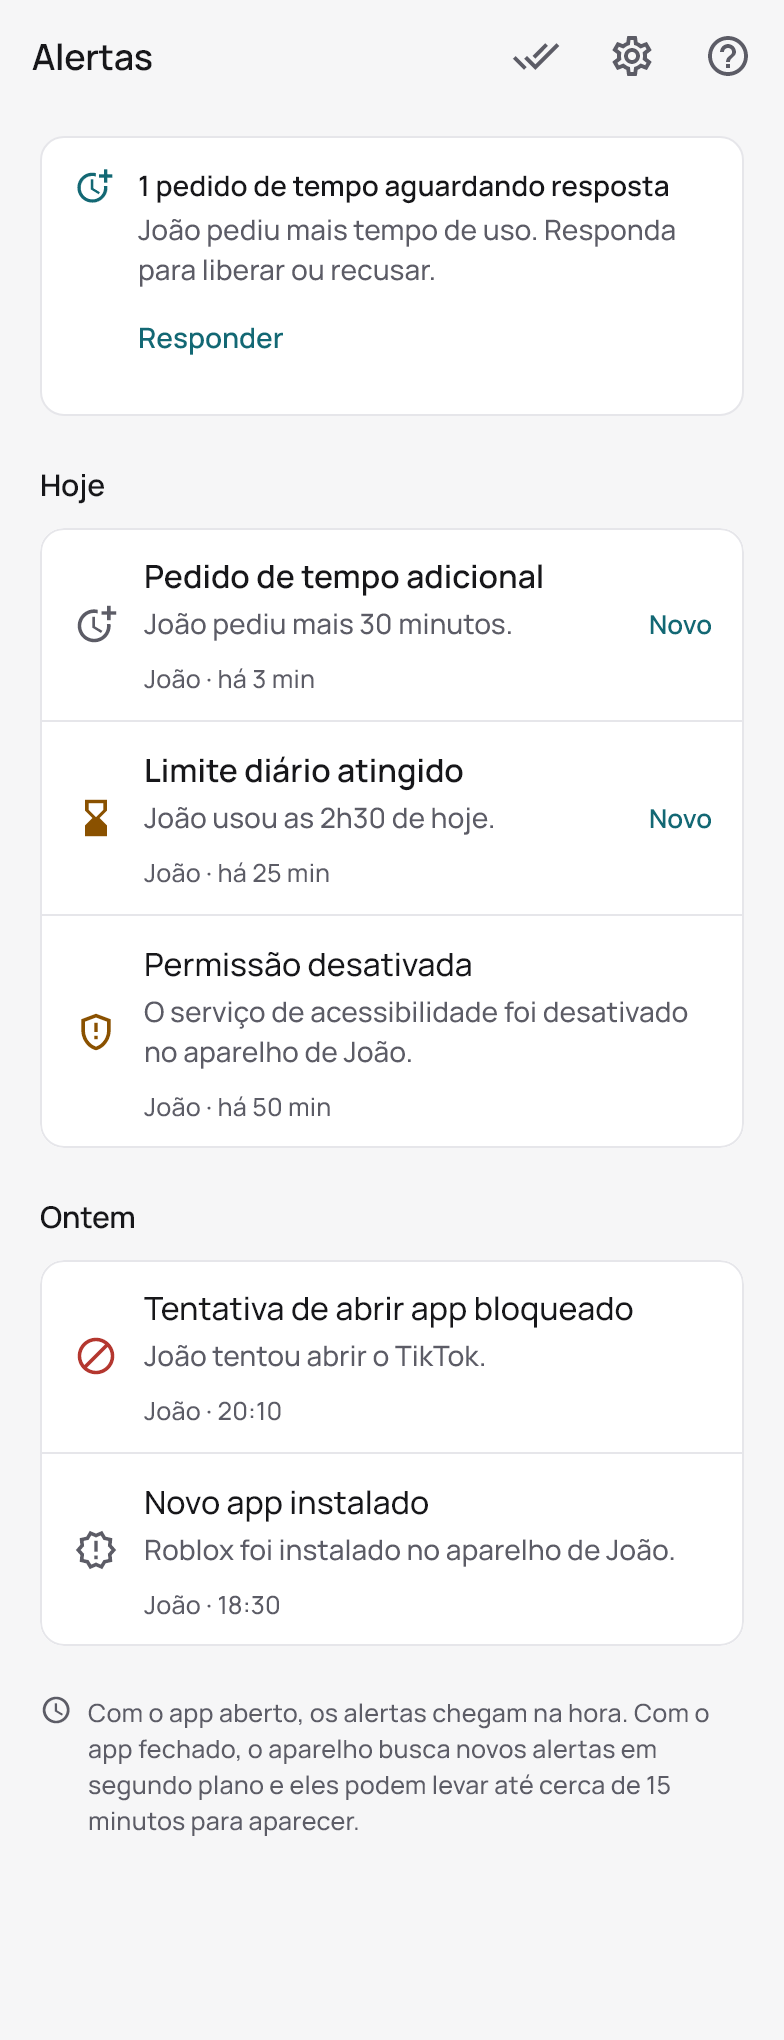 Alertas
1 pedido de tempo aguardando resposta
João pediu mais tempo de uso. Responda
para liberar ou recusar.
Responder
Hoje
Pedido de tempo adicional
João pediu mais 30 minutos.
Novo
João · há 3 min
Limite diário atingido
João usou as 2h30 de hoje.
Novo
João · há 25 min
Permissão desativada
O serviço de acessibilidade foi desativado
no aparelho de João.
João · há 50 min
Ontem
Tentativa de abrir app bloqueado
João tentou abrir o TikTok.
João · 20:10
Novo app instalado
Roblox foi instalado no aparelho de João.
João · 18:30
Com o app aberto, os alertas chegam na hora. Com o
app fechado, o aparelho busca novos alertas em
segundo plano e eles podem levar até cerca de 15
minutos para aparecer.